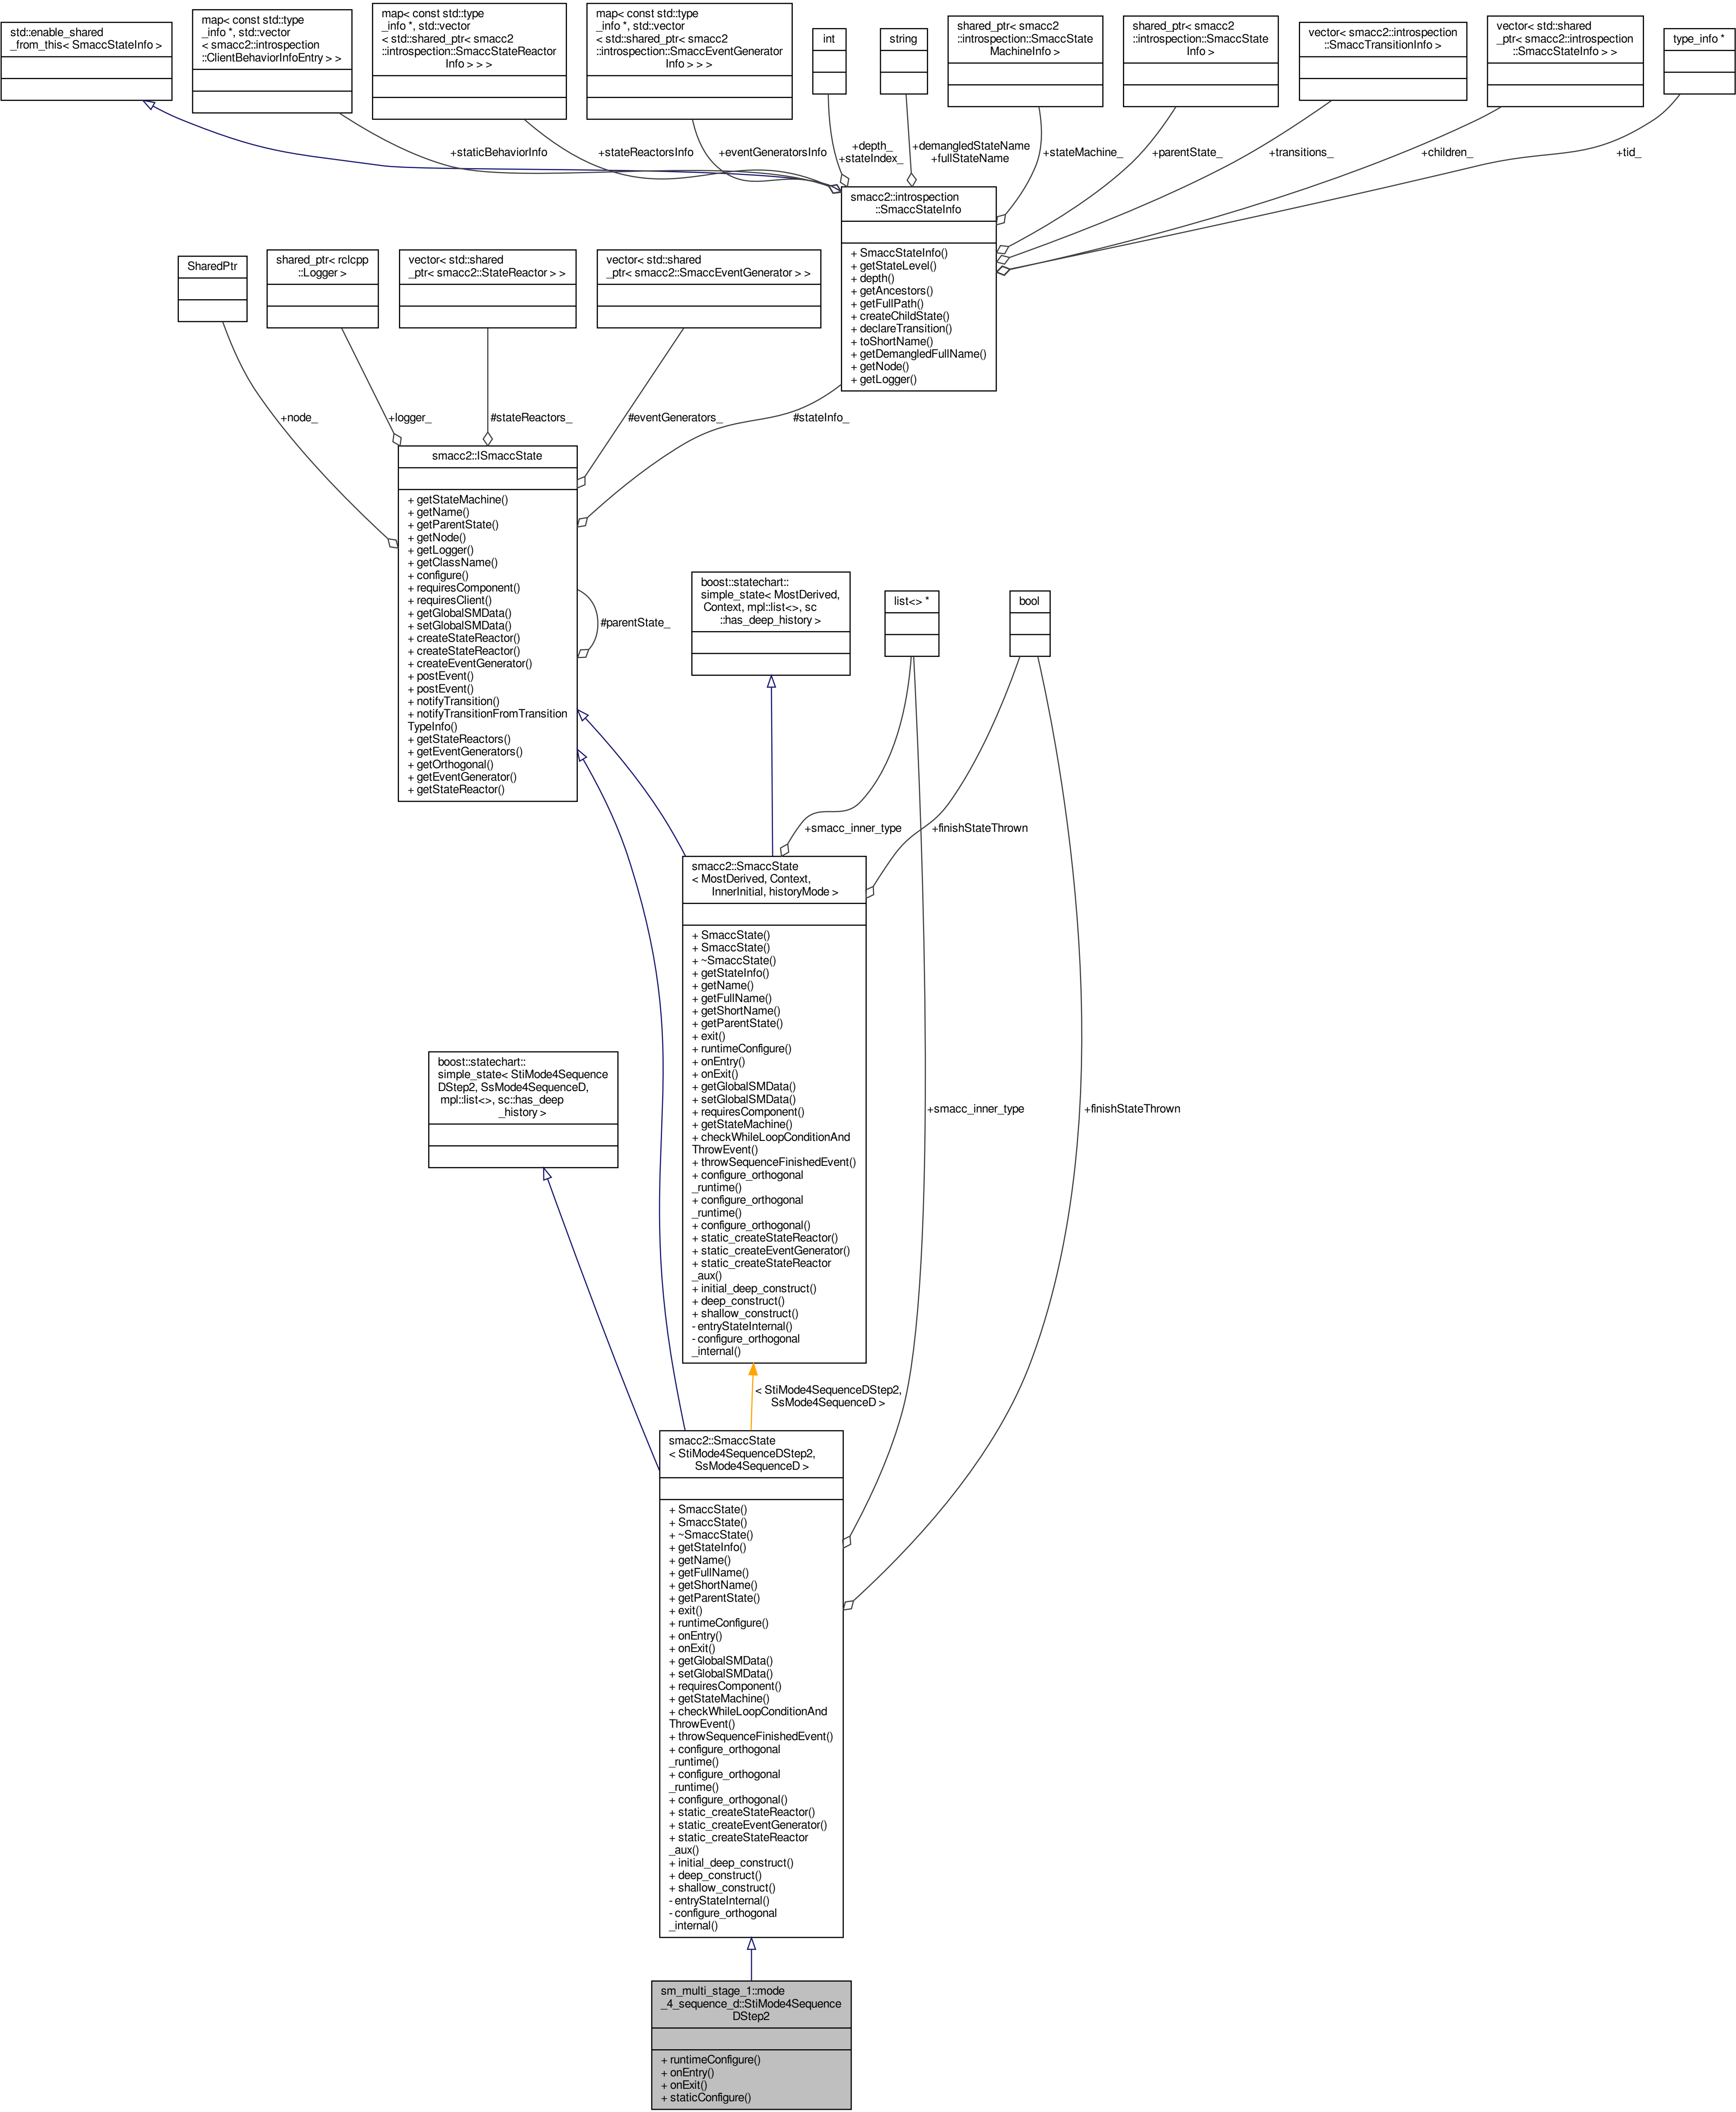 std::enable_shared
_from_this< SmaccStateInfo >
map< const std::type
_info *, std::vector
< smacc2::introspection
::ClientBehaviorInfoEntry > >
map< const std::type
_info *, std::vector
< std::shared_ptr< smacc2
::introspection::SmaccStateReactor
Info > > >
map< const std::type
_info *, std::vector
< std::shared_ptr< smacc2
::introspection::SmaccEventGenerator
Info > > >
int
string
shared_ptr< smacc2
::introspection::SmaccState
MachineInfo >
shared_ptr< smacc2
::introspection::SmaccState
Info >
vector< smacc2::introspection
::SmaccTransitionInfo >
vector< std::shared
_ptr< smacc2::introspection
::SmaccStateInfo > >
type_info *
+staticBehaviorInfo
+stateReactorsInfo
+eventGeneratorsInfo
+depth_
+stateIndex_
+demangledStateName
+fullStateName
+stateMachine_
+parentState_
+transitions_
+children_
+tid_
smacc2::introspection
::SmaccStateInfo
+ SmaccStateInfo()
+ getStateLevel()
+ depth()
+ getAncestors()
+ getFullPath()
+ createChildState()
+ declareTransition()
+ toShortName()
+ getDemangledFullName()
+ getNode()
+ getLogger()
SharedPtr
shared_ptr< rclcpp
::Logger >
vector< std::shared
_ptr< smacc2::StateReactor > >
vector< std::shared
_ptr< smacc2::SmaccEventGenerator > >
+node_
+logger_
#stateReactors_
#eventGenerators_
#stateInfo_
smacc2::ISmaccState
+ getStateMachine()
+ getName()
+ getParentState()
+ getNode()
+ getLogger()
+ getClassName()
+ configure()
+ requiresComponent()
+ requiresClient()
+ getGlobalSMData()
+ setGlobalSMData()
+ createStateReactor()
+ createStateReactor()
+ createEventGenerator()
+ postEvent()
+ postEvent()
+ notifyTransition()
+ notifyTransitionFromTransition
TypeInfo()
+ getStateReactors()
+ getEventGenerators()
+ getOrthogonal()
+ getEventGenerator()
+ getStateReactor()
#parentState_
boost::statechart::
simple_state< MostDerived,
Context, mpl::list<>, sc
::has_deep_history >
list<> *
bool
+smacc_inner_type
+finishStateThrown
smacc2::SmaccState
< MostDerived, Context,
InnerInitial, historyMode >
+ SmaccState()
+ SmaccState()
+ ~SmaccState()
+ getStateInfo()
+ getName()
+ getFullName()
+ getShortName()
+ getParentState()
+ exit()
+ runtimeConfigure()
+ onEntry()
+ onExit()
+ getGlobalSMData()
+ setGlobalSMData()
+ requiresComponent()
+ getStateMachine()
+ checkWhileLoopConditionAnd
ThrowEvent()
+ throwSequenceFinishedEvent()
+ configure_orthogonal
_runtime()
+ configure_orthogonal
_runtime()
+ configure_orthogonal()
+ static_createStateReactor()
+ static_createEventGenerator()
+ static_createStateReactor
_aux()
+ initial_deep_construct()
+ deep_construct()
+ shallow_construct()
- entryStateInternal()
- configure_orthogonal
_internal()
boost::statechart::
simple_state< StiMode4Sequence
DStep2, SsMode4SequenceD,
mpl::list<>, sc::has_deep
_history >
+smacc_inner_type
+finishStateThrown
< StiMode4SequenceDStep2,
SsMode4SequenceD >
smacc2::SmaccState
< StiMode4SequenceDStep2,
SsMode4SequenceD >
+ SmaccState()
+ SmaccState()
+ ~SmaccState()
+ getStateInfo()
+ getName()
+ getFullName()
+ getShortName()
+ getParentState()
+ exit()
+ runtimeConfigure()
+ onEntry()
+ onExit()
+ getGlobalSMData()
+ setGlobalSMData()
+ requiresComponent()
+ getStateMachine()
+ checkWhileLoopConditionAnd
ThrowEvent()
+ throwSequenceFinishedEvent()
+ configure_orthogonal
_runtime()
+ configure_orthogonal
_runtime()
+ configure_orthogonal()
+ static_createStateReactor()
+ static_createEventGenerator()
+ static_createStateReactor
_aux()
+ initial_deep_construct()
+ deep_construct()
+ shallow_construct()
- entryStateInternal()
- configure_orthogonal
_internal()
sm_multi_stage_1::mode
_4_sequence_d::StiMode4Sequence
DStep2
+ runtimeConfigure()
+ onEntry()
+ onExit()
+ staticConfigure()